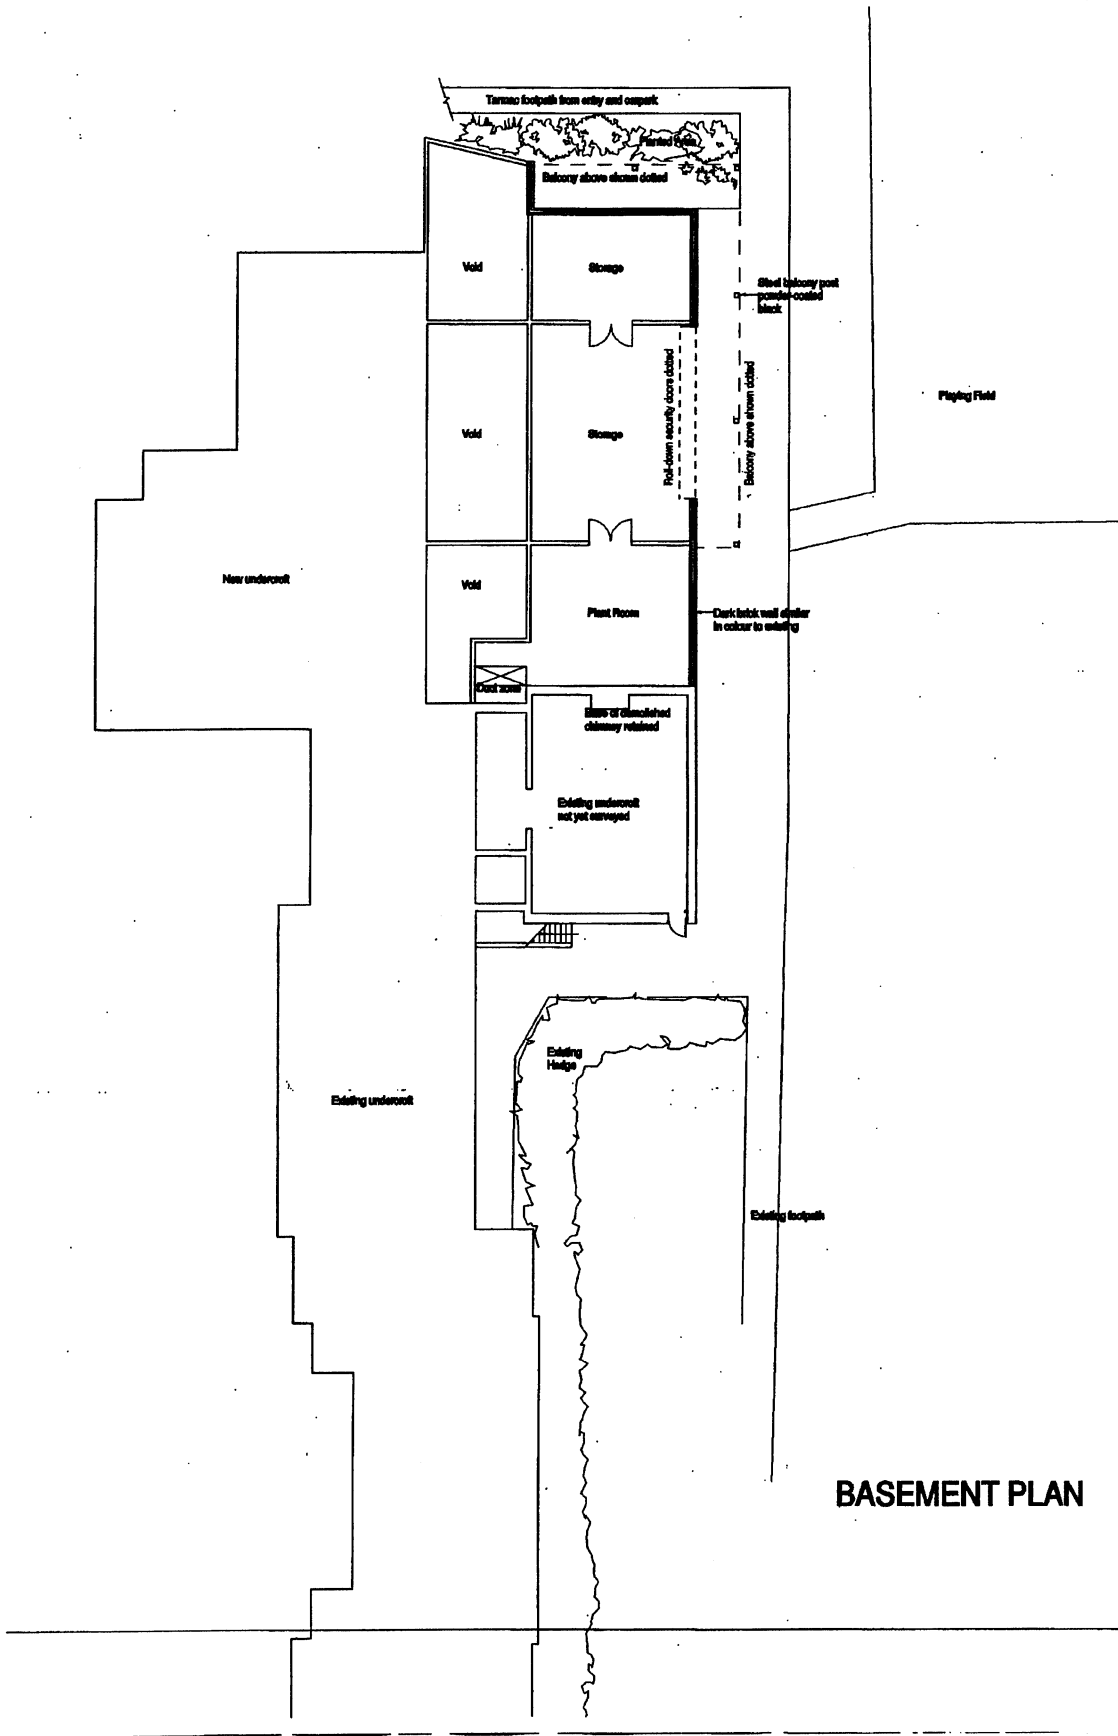 Tarmac footpath from entry and carpark
Planted Area
Balcony above shown dotted
Void
Storage
Steel balcony post
powder-coated
black
Roll-down security doors dotted
Balcony above shown dotted
Playing Field
Void
Storage
New undercroft
Void
Plant Room
Dark brick wall similar
in colour to existing
Duct zone
Base of demolished
chimney retained
Existing undercroft
not yet surveyed
Existing
Hedge
Existing undercroft
Existing footpath
BASEMENT PLAN